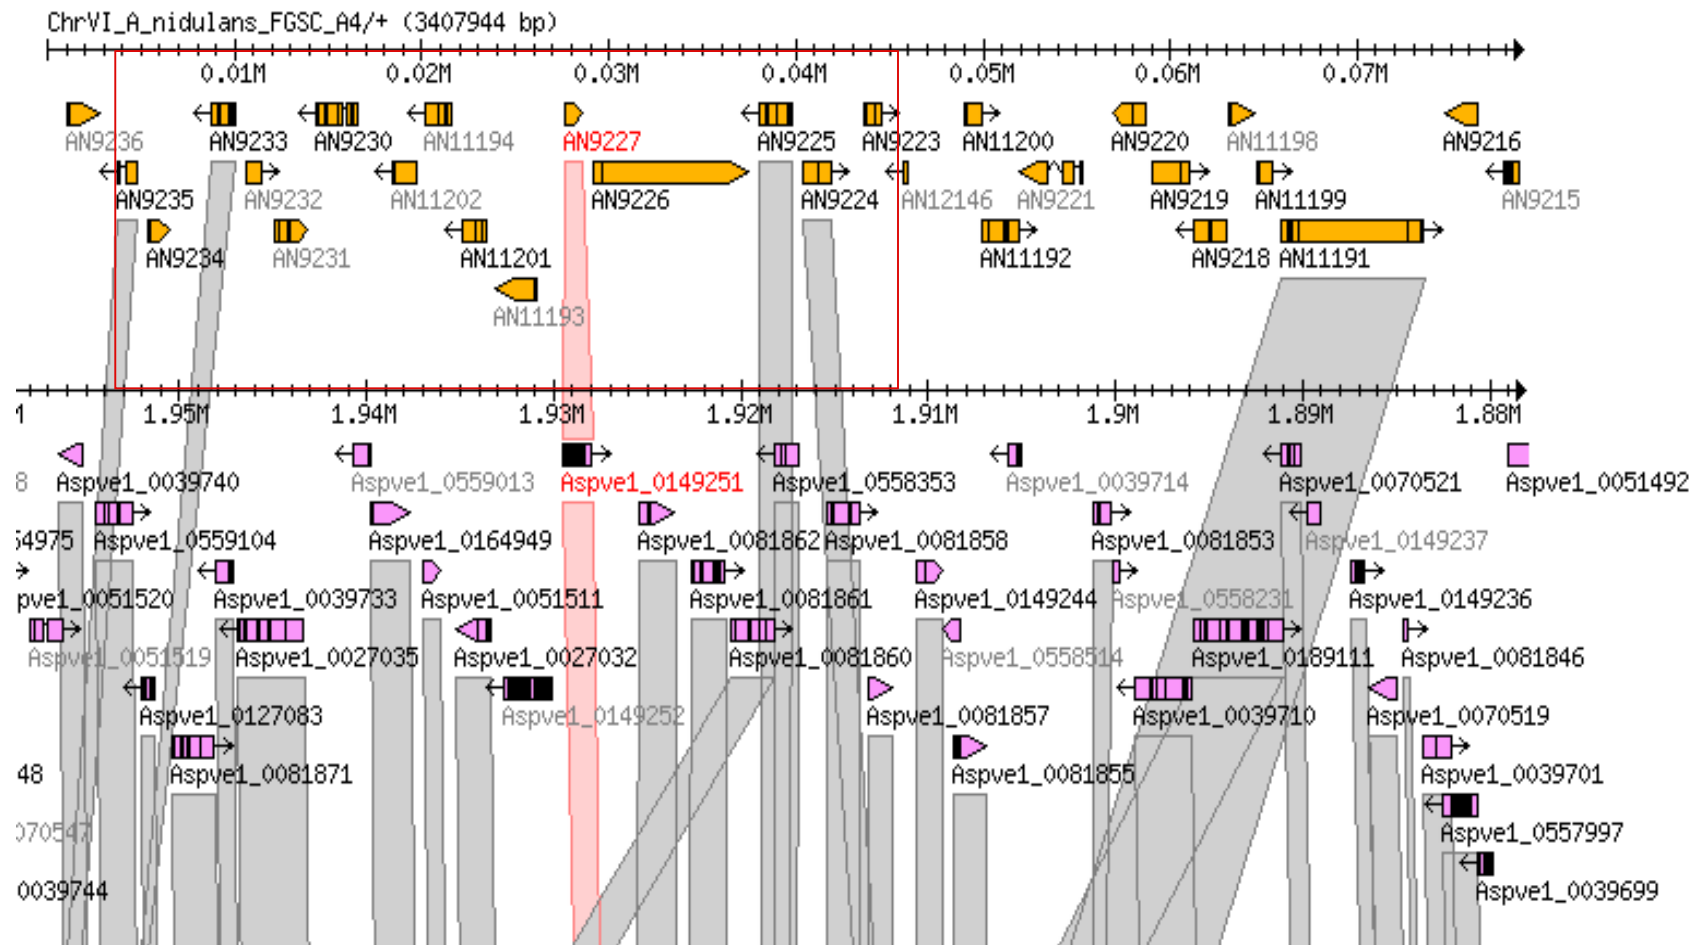 ChrVI_A_nidulans_FGSC_A4/+ (3407944 bp)
0.01M 0.02M 0.03M 0.04M 0.05M 0.06M 0.07M
AN9236 AN9233 AN9230 AN11194 AN9227 AN9225 AN9223 AN11200 AN9220 AN11198 AN9216
AN9235 AN9232 AN11202 AN9226 AN9224 AN12146 AN9221 AN9219 AN11199 AN9215
AN9234 AN9231 AN11201 AN11192 AN9218 AN11191
AN11193
1.95M 1.94M 1.93M 1.92M 1.91M 1.9M 1.89M 1.88M
8 Aspve1_0039740 Aspve1_0559013 Aspve1_0149251 Aspve1_0558353 Aspve1_0039714 Aspve1_0070521 Aspve1_0051492
54975 Aspve1_0559104 Aspve1_0164949 Aspve1_0081862 Aspve1_0081858 Aspve1_0081853 Aspve1_0149237
pve1_0051520 Aspve1_0039733 Aspve1_0051511 Aspve1_0081861 Aspve1_0149244 Aspve1_0558231 Aspve1_0149236
Aspve1_0051519 Aspve1_0027035 Aspve1_0027032 Aspve1_0081860 Aspve1_0558514 Aspve1_0189111 Aspve1_0081846
Aspve1_0127083 Aspve1_0149252 Aspve1_0081857 Aspve1_0039710 Aspve1_0070519
48 Aspve1_0081871 Aspve1_0081855 Aspve1_0039701
070547 Aspve1_0557997
0039744 Aspve1_0039699